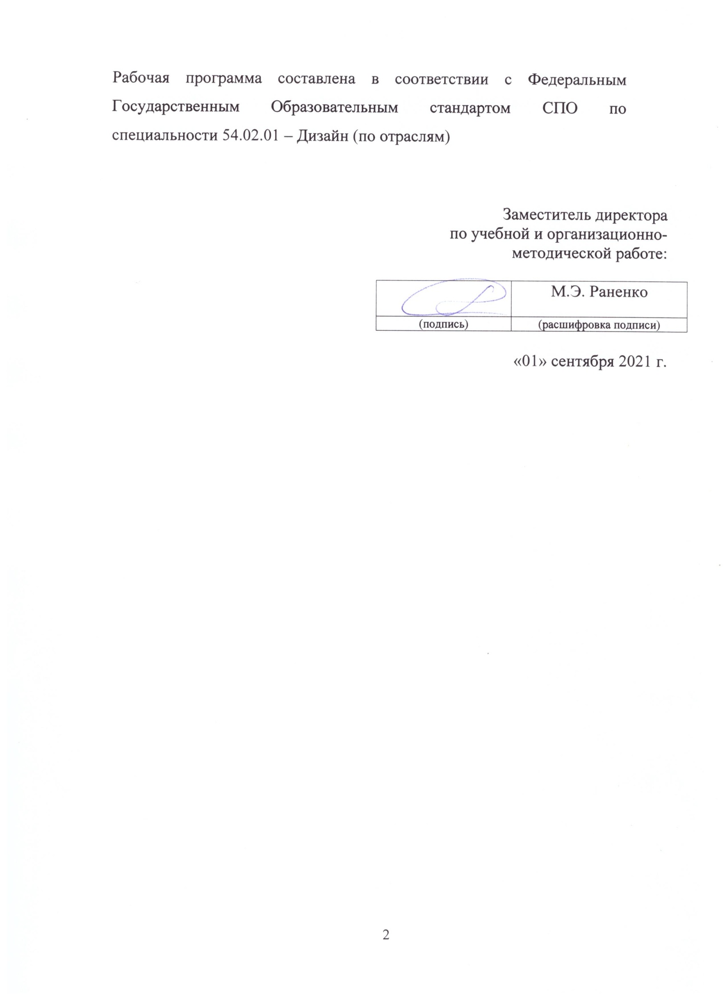 Рабочая программа составлена в соответствии с Федеральным
Государственным Образовательным стандартом СПО по
специальности 54.02.01 – Дизайн (по отраслям)
Заместитель директора
по учебной и организационно-
методической работе:
М.Э. Раненко
(подпись) (расшифровка подписи)
«01» сентября 2021 г.
2